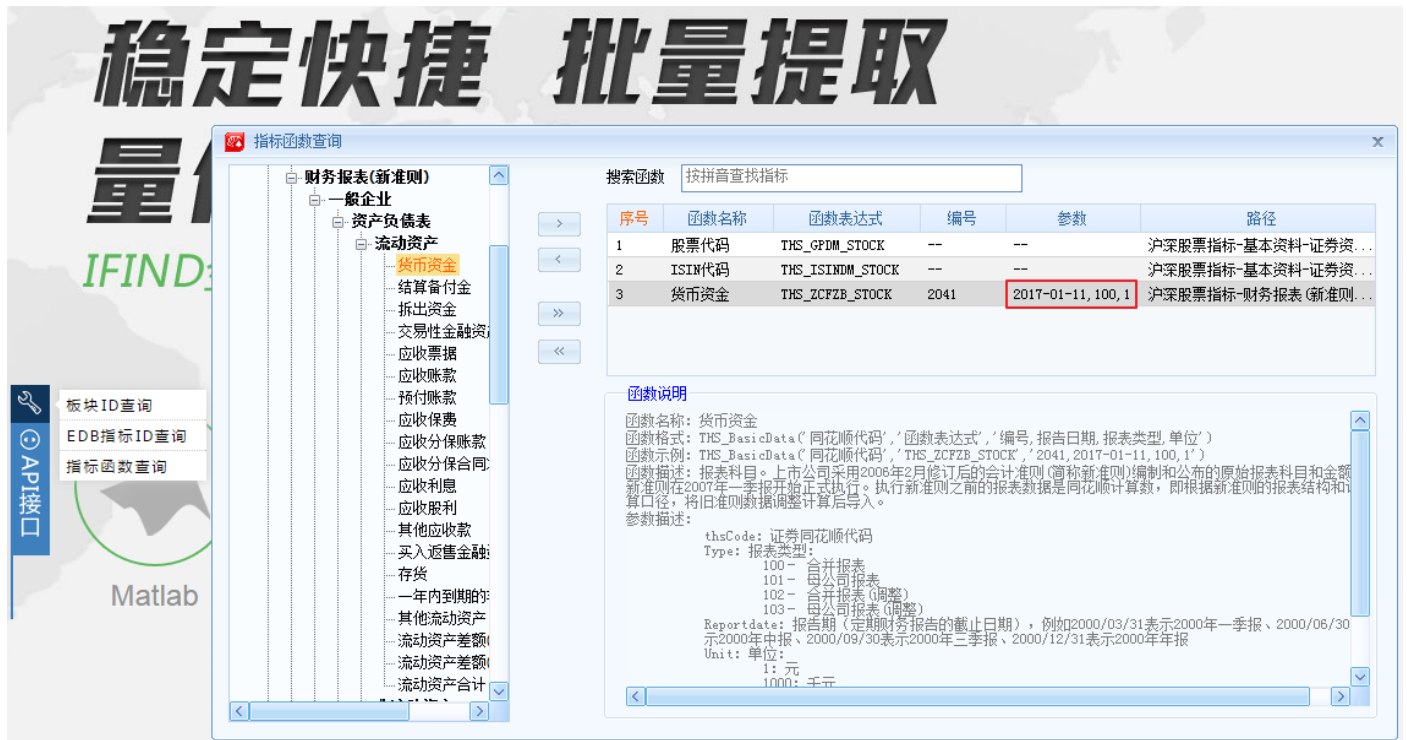 稳定快捷 批量提取
量化
IFIND
指标函数查询
x
财务报表(新准则)
一般企业
资产负债表
流动资产
货币资金
结算备付金
拆出资金
交易性金融资
应收票据
应收账款
预付账款
应收保费
应收分保账款
应收分保合同
应收利息
应收股利
其他应收款
买入返售金融
存货
一年内到期的
其他流动资产
流动资产差额(
流动资产差额(
流动资产合计
>
<
»
«
搜索函数 按拼音查找指标
序号 函数名称 函数表达式 编号 参数 路径
1 股票代码 THS_GPDM_STOCK -- -- 沪深股票指标-基本资料-证券资...
2 ISIN代码 THS_ISINDM_STOCK -- -- 沪深股票指标-基本资料-证券资...
3 货币资金 THS_ZCFZB_STOCK 2041 2017-01-11,100,1 沪深股票指标-财务报表(新准则...
函数说明
函数名称: 货币资金
函数格式: THS_BasicData('同花顺代码','函数表达式','编号,报告日期,报表类型,单位')
函数示例: THS_BasicData('同花顺代码','THS_ZCFZB_STOCK','2041,2017-01-11,100,1')
函数描述: 报表科目。上市公司采用2006年2月修订后的会计准则(简称新准则)编制和公布的原始报表科目和金额
新准则在2007年一季报开始正式执行。执行新准则之前的报表数据是同花顺计算数, 即根据新准则的报表结构和计
算口径, 将旧准则数据调整计算后导入。
参数描述:
thsCode: 证券同花顺代码
Type: 报表类型:
100- 合并报表
101- 母公司报表
102- 合并报表(调整)
103- 母公司报表(调整)
Reportdate: 报告期(定期财务报告的截止日期), 例如2000/03/31表示2000年一季报、2000/06/30
示2000年中报、2000/09/30表示2000年三季报、2000/12/31表示2000年年报
Unit: 单位:
1: 元
1000: 千元
板块ID查询
EDB指标ID查询
指标函数查询
API接口
Matlab